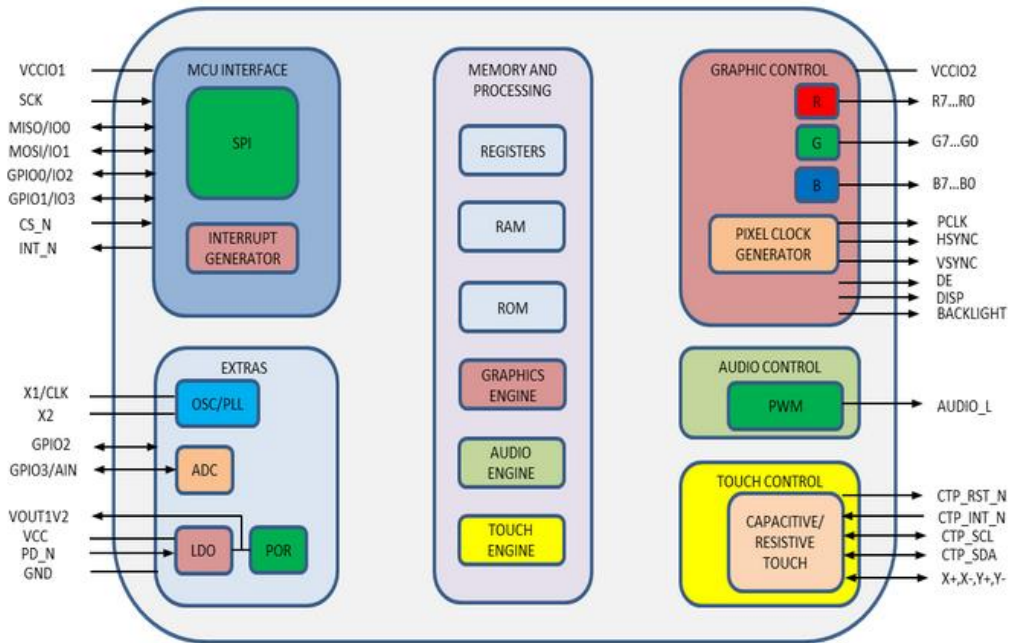 VCCIO1
SCK
MISO/IO0
MOSI/IO1
GPIO0/IO2
GPIO1/IO3
CS_N
INT_N
MCU INTERFACE
SPI
INTERRUPT
GENERATOR
X1/CLK
X2
GPIO2
GPIO3/AIN
VOUT1V2
VCC
PD_N
GND
EXTRAS
OSC/PLL
ADC
LDO
POR
MEMORY AND
PROCESSING
REGISTERS
RAM
ROM
GRAPHICS
ENGINE
AUDIO
ENGINE
TOUCH
ENGINE
GRAPHIC CONTROL
R
G
B
PIXEL CLOCK
GENERATOR
VCCIO2
R7...R0
G7...G0
B7...B0
PCLK
HSYNC
VSYNC
DE
DISP
BACKLIGHT
AUDIO CONTROL
PWM
AUDIO_L
TOUCH CONTROL
CAPACITIVE/
RESISTIVE
TOUCH
CTP_RST_N
CTP_INT_N
CTP_SCL
CTP_SDA
X+,X-,Y+,Y-